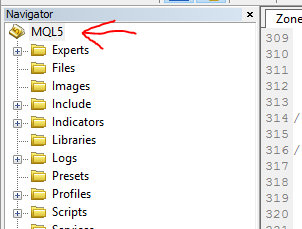 Navigator
MQL5
Experts
Files
Images
Include
Indicators
Libraries
Logs
Presets
Profiles
Scripts
Zone
309
310
311
312
313
314 /
315
316 /
317
318
319
320